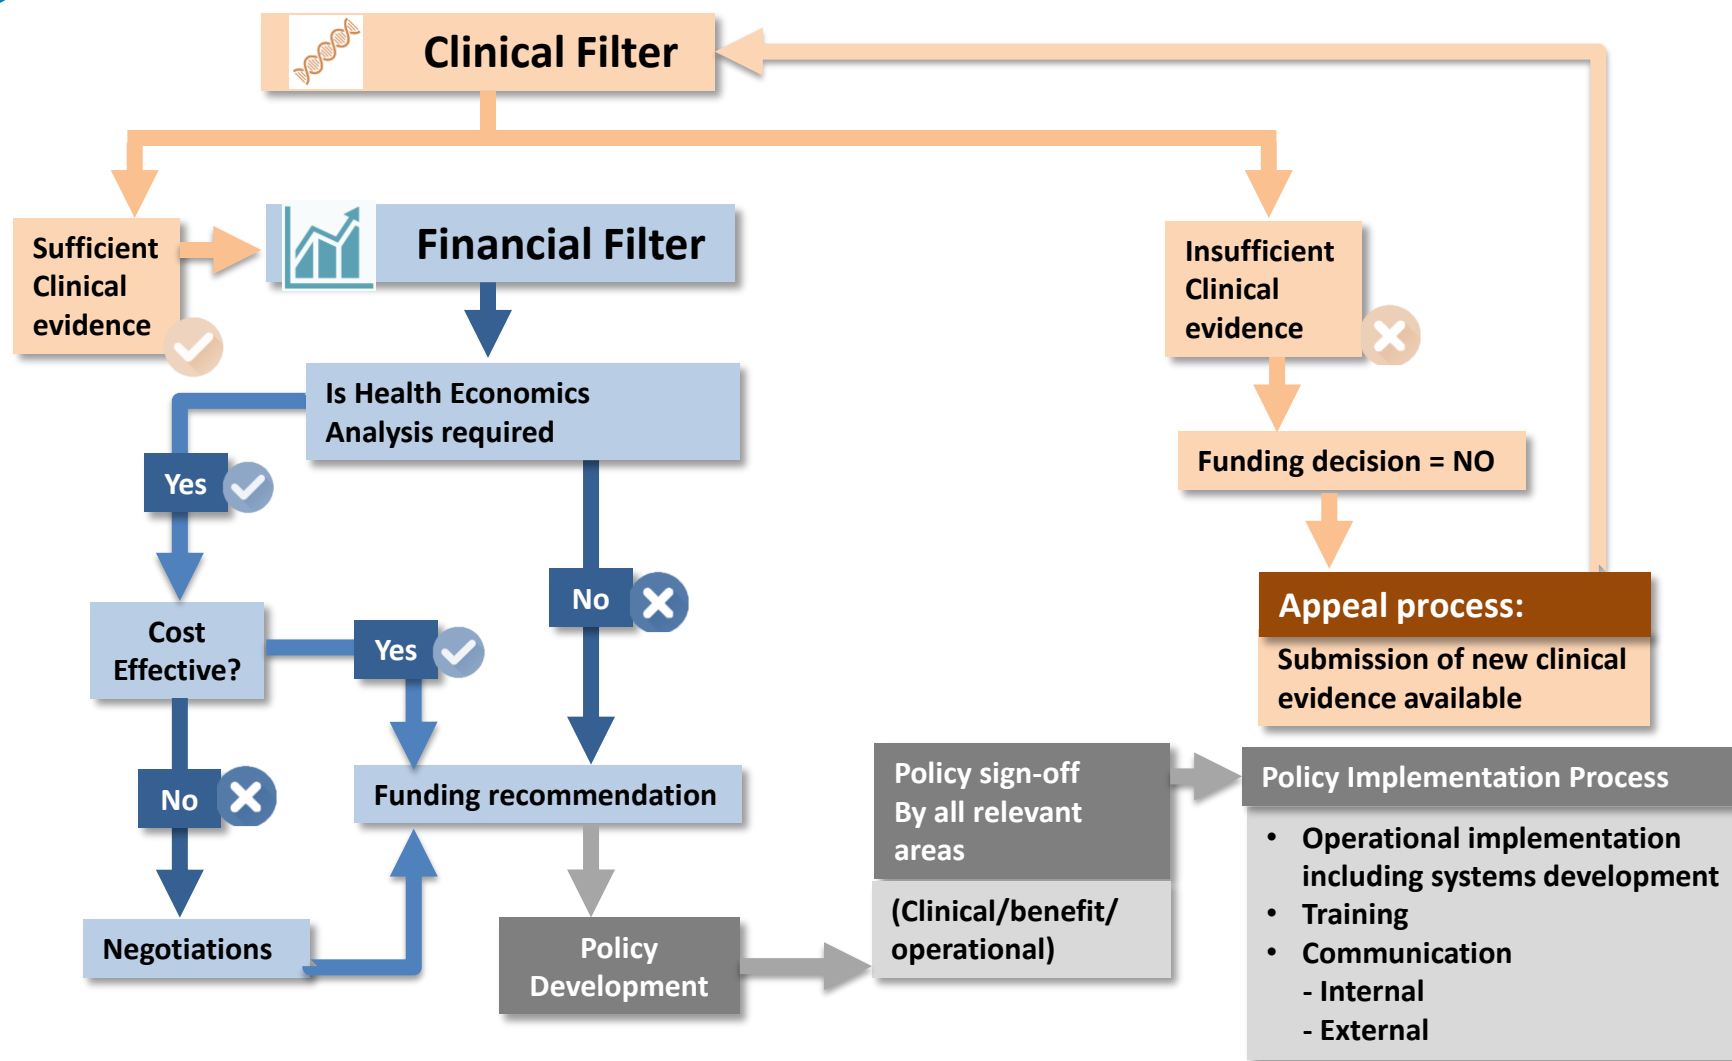 Clinical Filter
Sufficient
Clinical
evidence
Financial Filter
Insufficient
Clinical
evidence
Is Health Economics
Analysis required
Funding decision = NO
Yes
No
Appeal process:
Submission of new clinical
evidence available
Cost
Effective?
Yes
No
Funding recommendation
Negotiations
Policy
Development
Policy sign-off
By all relevant
areas
(Clinical/benefit/
operational)
Policy Implementation Process
• Operational implementation
including systems development
• Training
• Communication
- Internal
- External